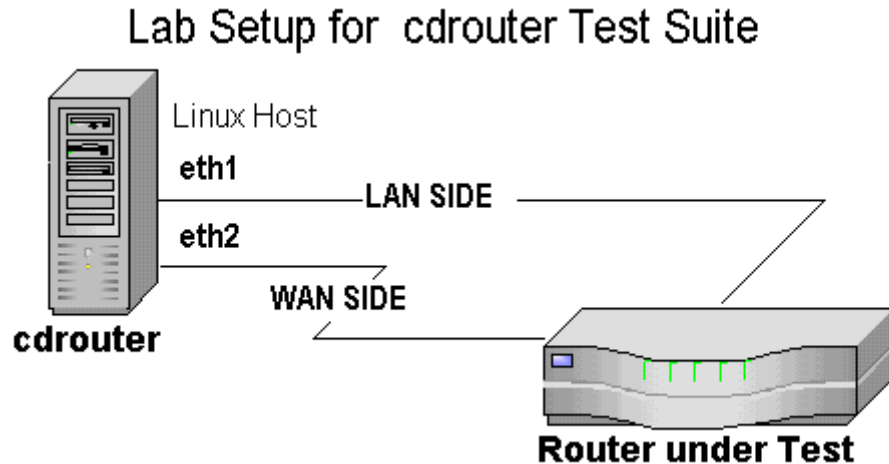 Lab Setup for cdrouter Test Suite
Linux Host
eth1
LAN SIDE
eth2
WAN SIDE
cdrouter
Router under Test